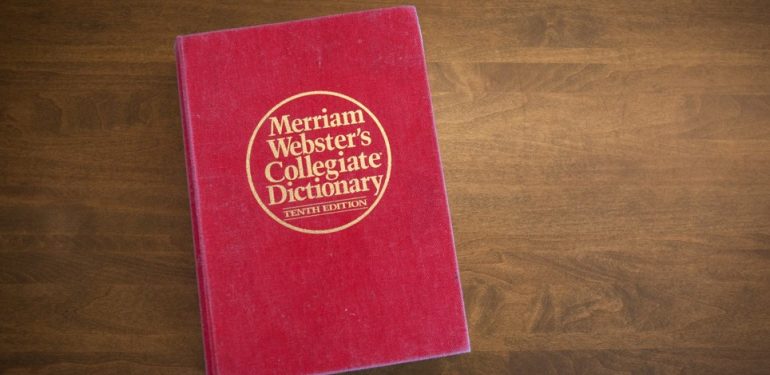 Merriam
Webster's
Collegiate®
Dictionary
TENTH EDITION